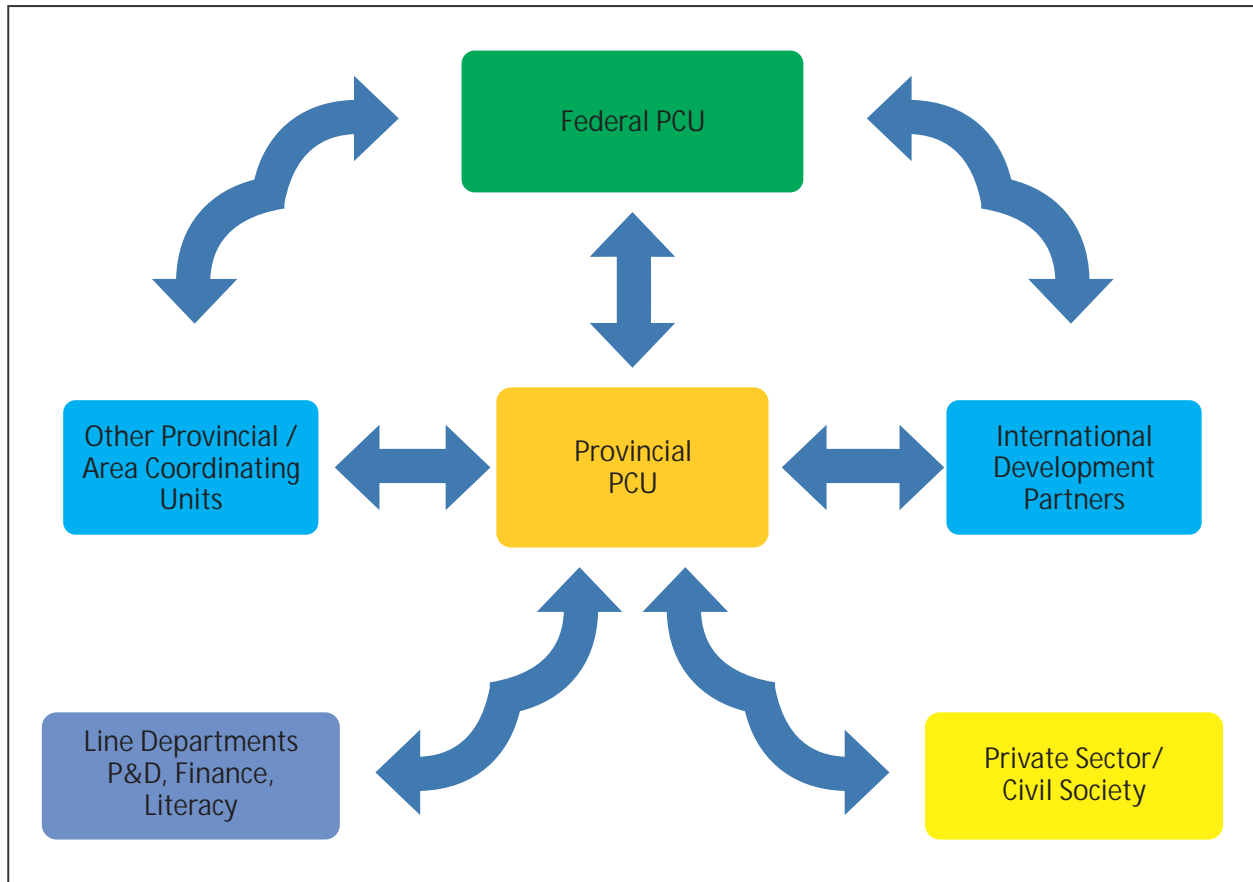 Federal PCU
Other Provincial /
Area Coordinating
Units
Provincial
PCU
International
Development
Partners
Line Departments
P&D, Finance,
Literacy
Private Sector/
Civil Society